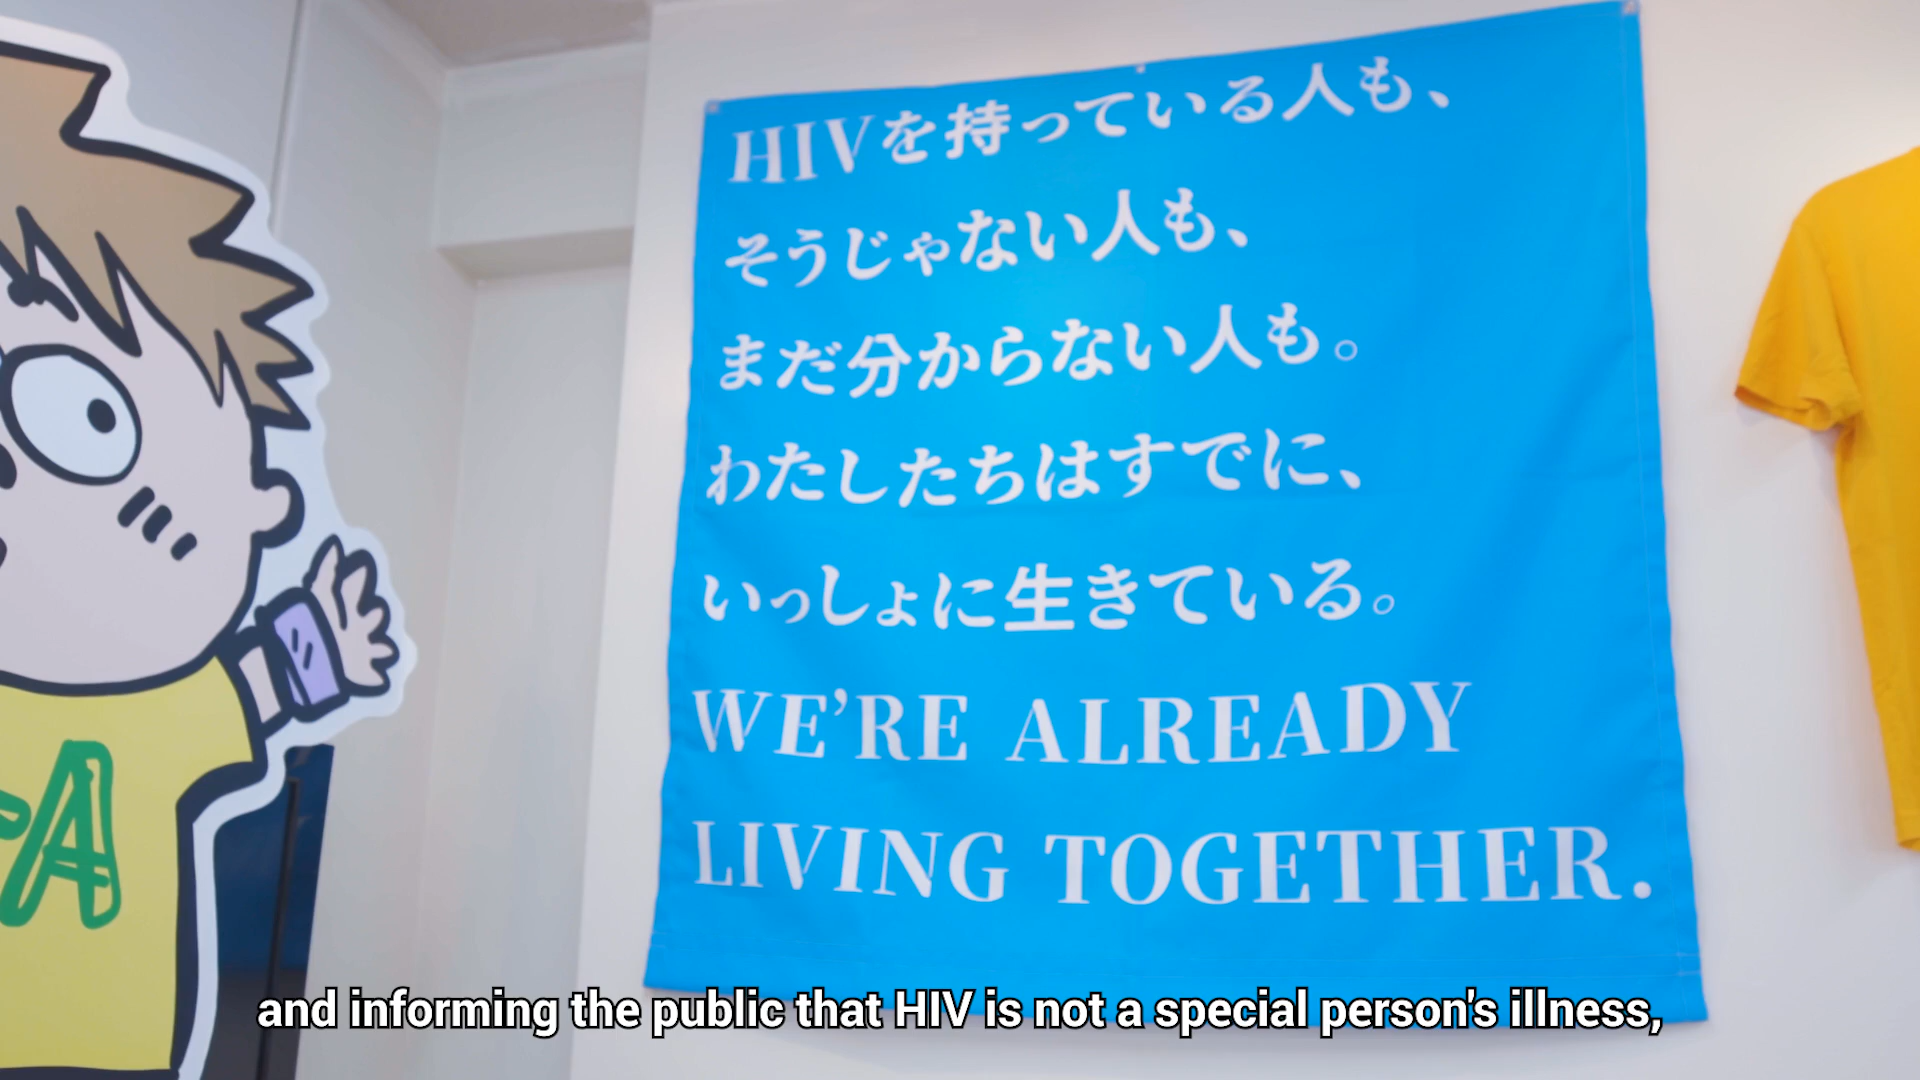 HIVを持っている人も、
そうじゃない人も、
まだ分からない人も。
わたしたちはすでに、
いっしょに生きている。
WE'RE ALREADY
LIVING TOGETHER.
and informing the public that HIV is not a special person's illness,